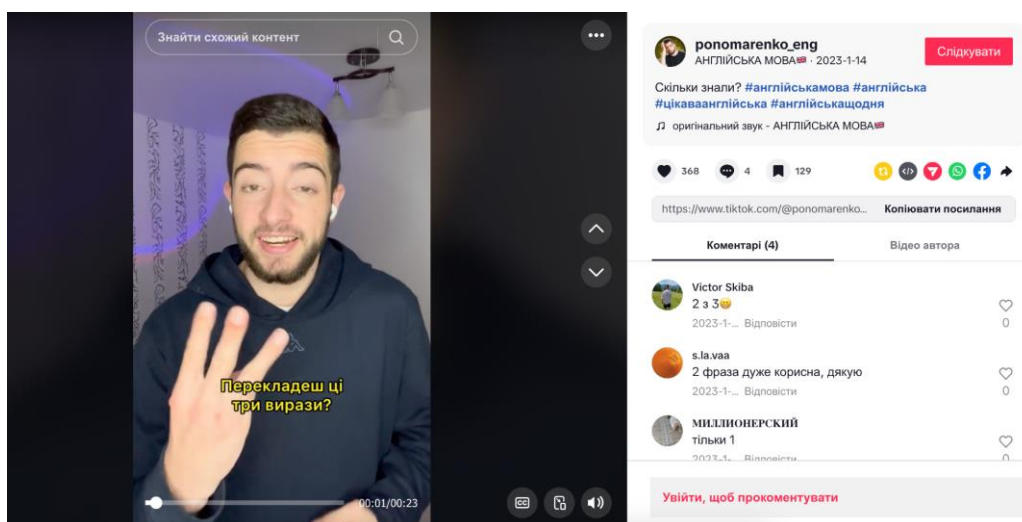 Знайти схожий контент
Перекладеш ці
три вирази?
00:01/00:23
ponomarenko_eng
АНГЛІЙСЬКА МОВА🇬🇧 · 2023-1-14
Слідкувати
Скільки знали? #англійськамова #англійська
#цікаваанглійська #англійськащодня
♫ оригінальний звук - АНГЛІЙСЬКА МОВА🇬🇧
368 4 129
https://www.tiktok.com/@ponomarenko... Копіювати посилання
Коментарі (4) Відео автора
Victor Skiba
2 з 3😁
2023-1-... Відповісти 0
s.la.vaa
2 фраза дуже корисна, дякую
2023-1-... Відповісти 0
МИЛЛИОНЕРСКИЙ
тільки 1
2023-1-... Відповісти 0
Увійти, щоб прокоментувати